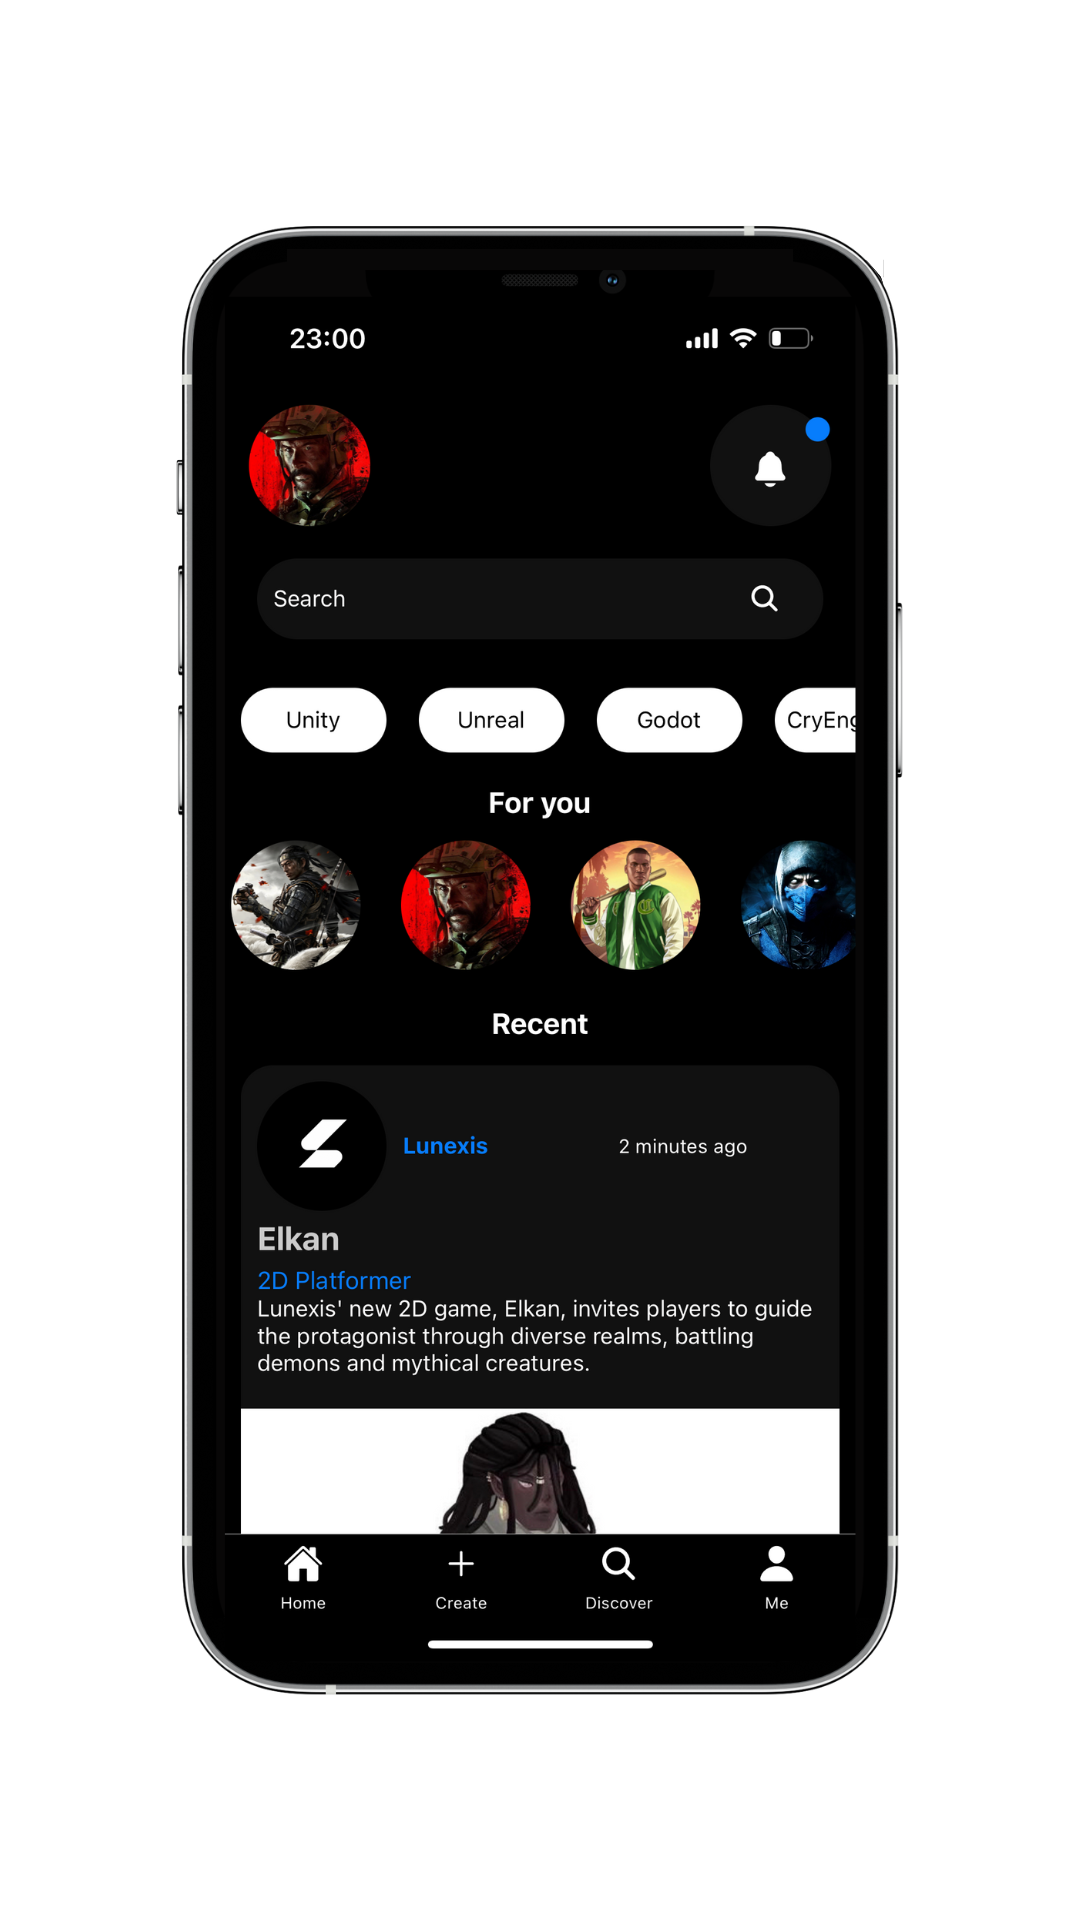 23:00
Search
Unity
Unreal
Godot
CryEng
For you
Recent
Lunexis
2 minutes ago
Elkan
2D Platformer
Lunexis' new 2D game, Elkan, invites players to guide
the protagonist through diverse realms, battling
demons and mythical creatures.
Home
Create
Discover
Me